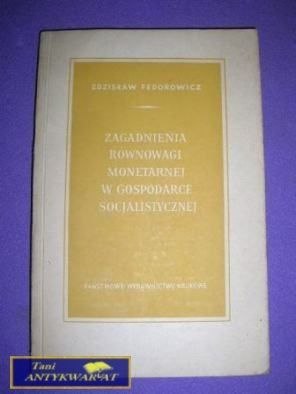 ZDZISŁAW FEDOROWICZ
ZAGADNIENIA
RÓWNOWAGI
MONETARNEJ
W GOSPODARCE
SOCJALISTYCZNEJ
PAŃSTWOWE WYDAWNICTWO NAUKOWE
Tani
ANTYKWARIAT